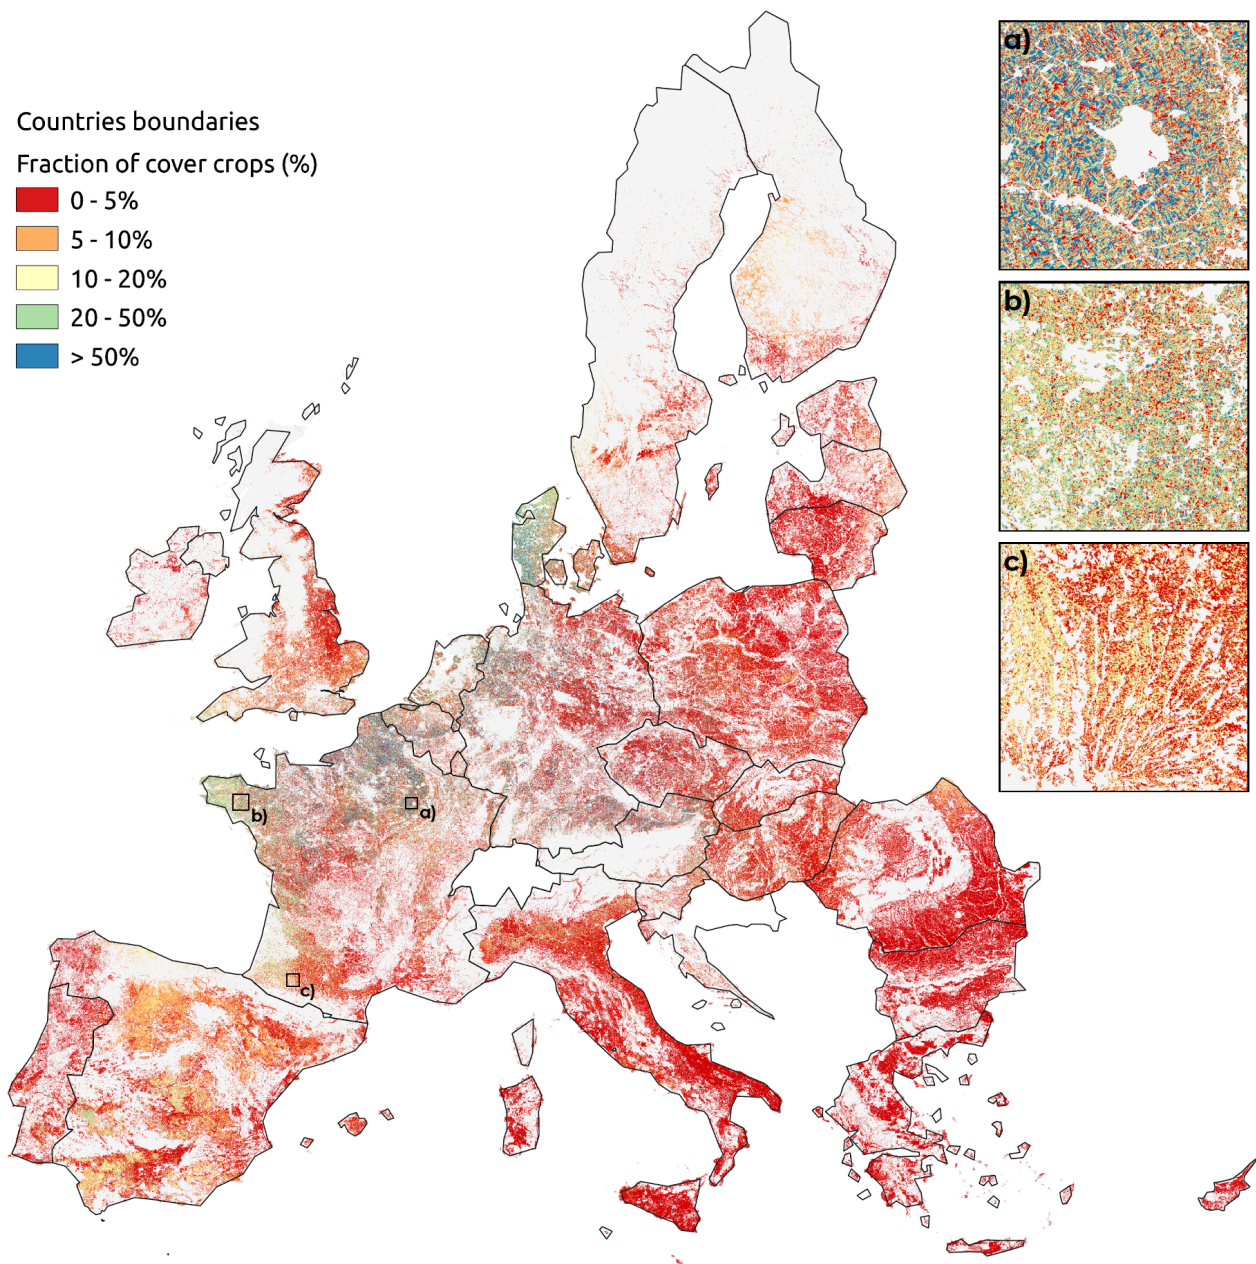 Countries boundaries
Fraction of cover crops (%)
0 - 5%
5 - 10%
10 - 20%
20 - 50%
> 50%
a)
b)
c)
b)
a)
c)